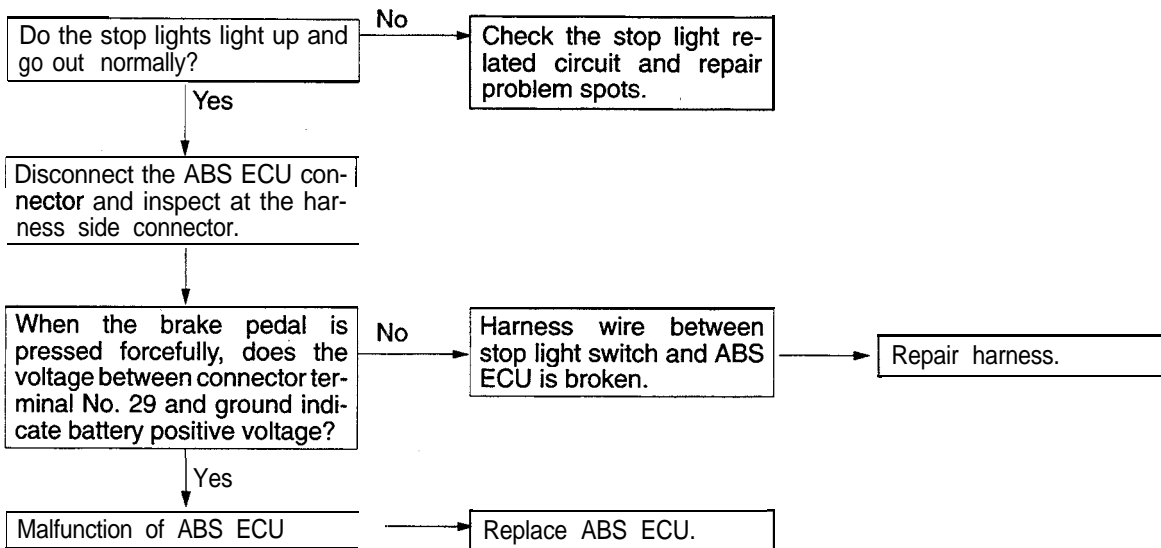 Do the stop lights light up and
go out normally?
No
Check the stop light re-
lated circuit and repair
problem spots.
Yes
Disconnect the ABS ECU con-
nector and inspect at the har-
ness side connector.
When the brake pedal is
pressed forcefully, does the
voltage between connector ter-
minal No. 29 and ground indi-
cate battery positive voltage?
No
Harness wire between
stop light switch and ABS
ECU is broken.
Repair harness.
Yes
Malfunction of ABS ECU
Replace ABS ECU.